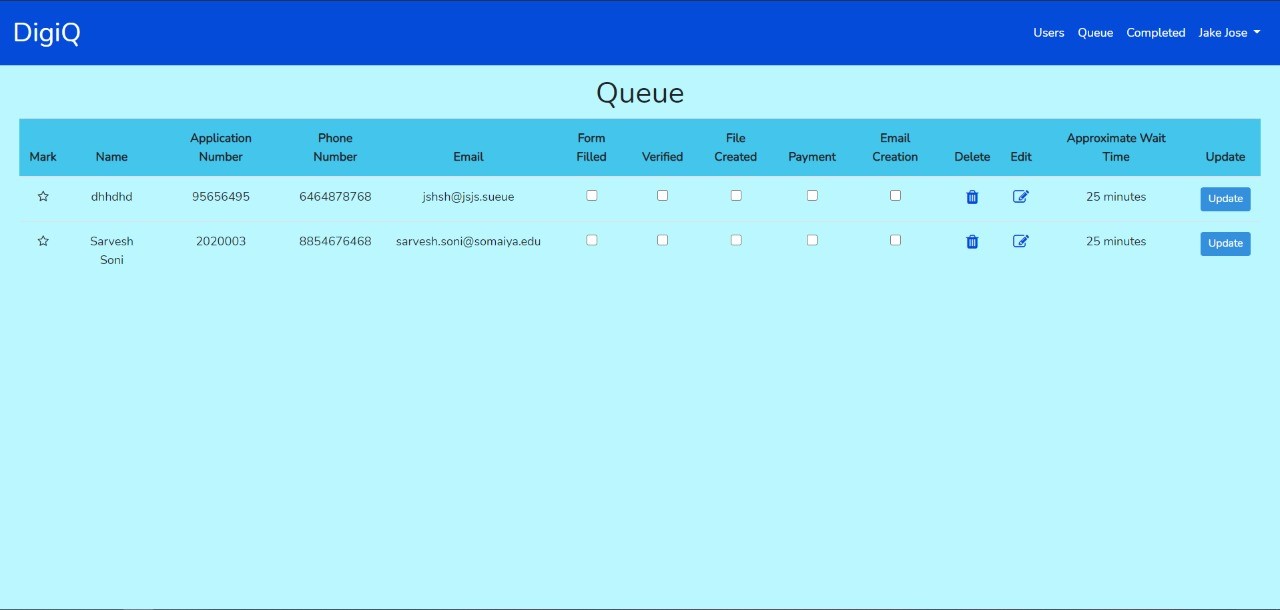 DigiQ
Users Queue Completed Jake Jose
Queue
Mark Name Application Number Phone Number Email Form Filled Verified File Created Payment Email Creation Delete Edit Approximate Wait Time Update
dhhdhd 95656495 6464878768 jshsh@jsjs.sueue 25 minutes Update
Sarvesh Soni 2020003 8854676468 sarvesh.soni@somaiya.edu 25 minutes Update